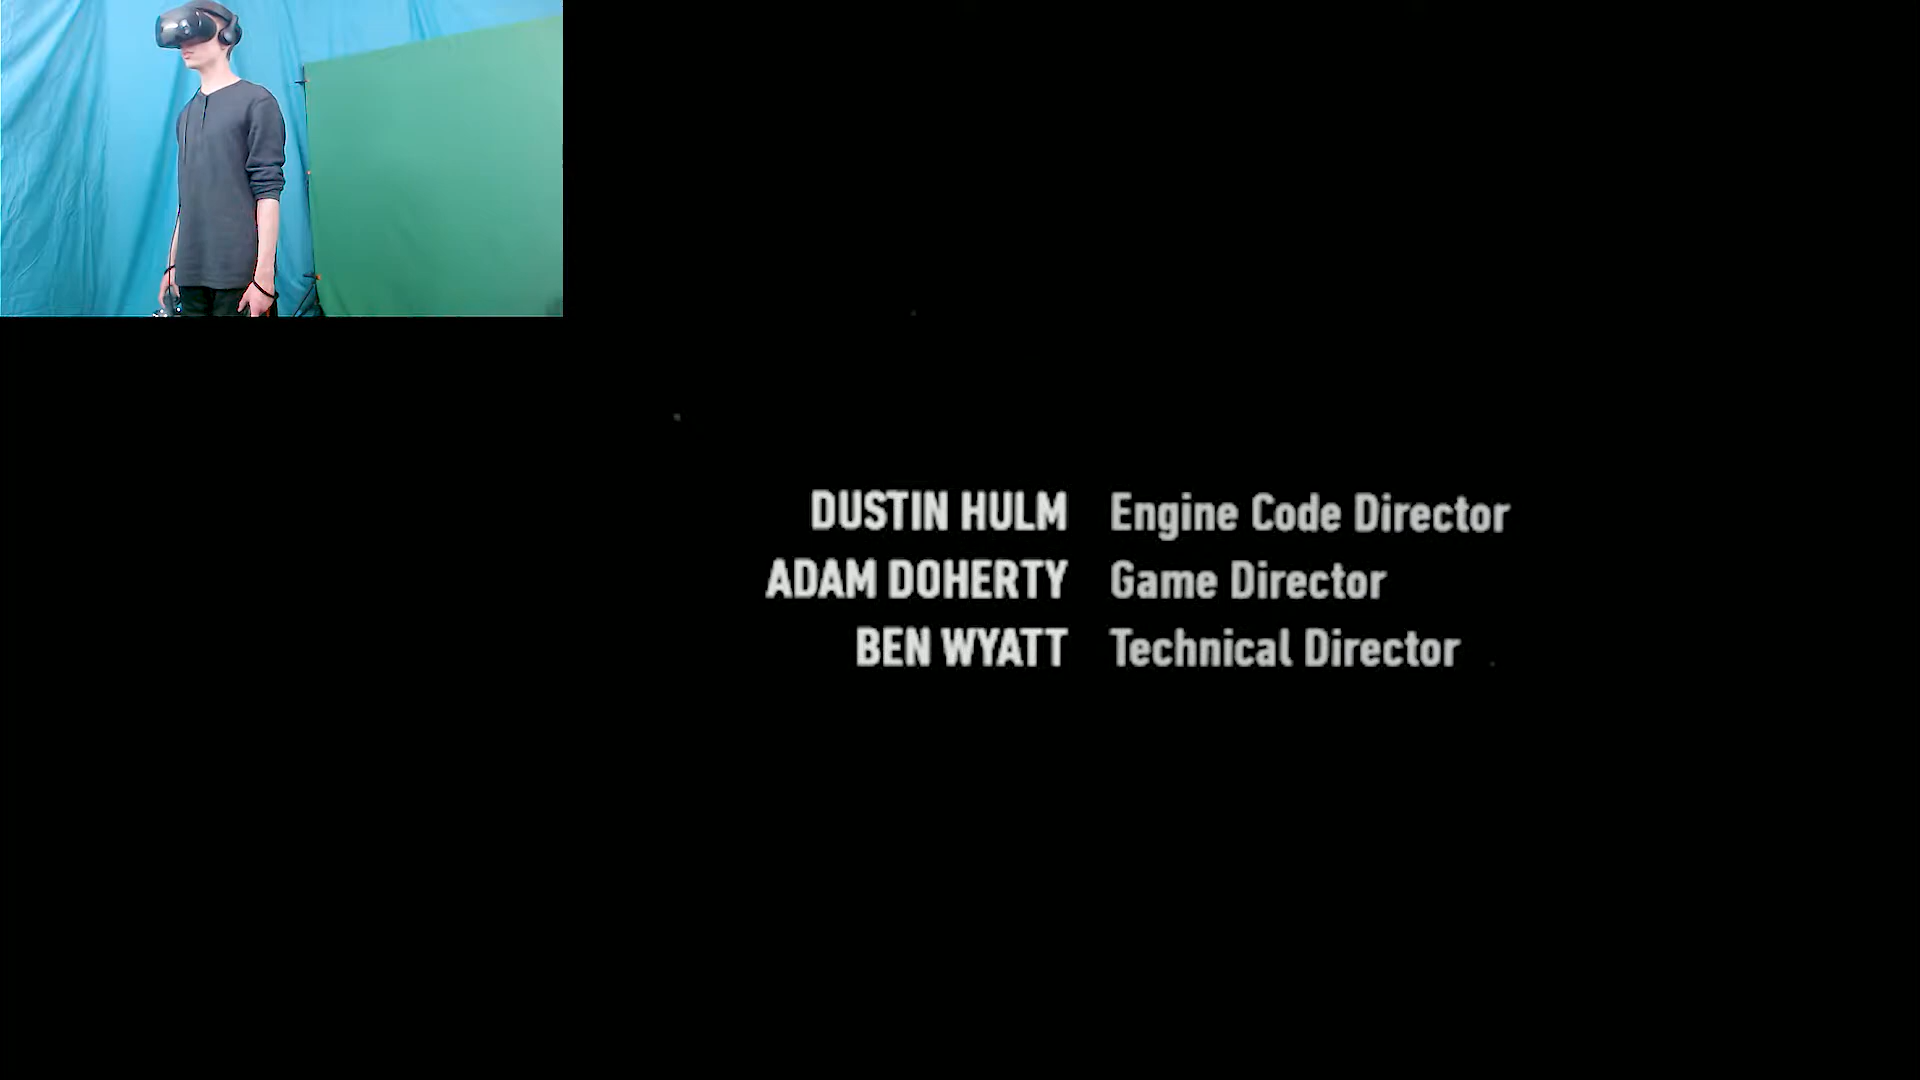 DUSTIN HULM Engine Code Director
ADAM DOHERTY Game Director
BEN WYATT Technical Director